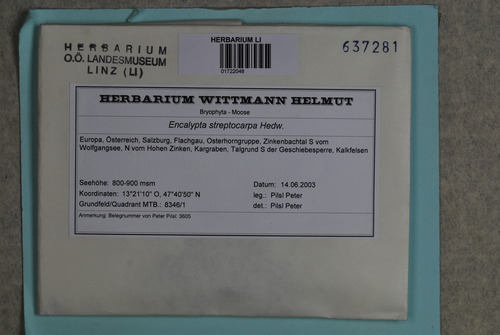 HERBARIUM
O.Ö. LANDESMUSEUM
LINZ (LI)
HERBARIUM LI
01722048
637281
HERBARIUM WITTMANN HELMUT
Bryophyta - Moose
Encalypta streptocarpa Hedw.
Europa, Österreich, Salzburg, Flachgau, Osterhorngruppe, Zinkenbachtal S vom
Wolfgangsee, N vom Hohen Zinken, Kargraben, Talgrund S der Geschiebesperre, Kalkfelsen
Seehöhe: 800-900 msm
Datum: 14.06.2003
Koordinaten: 13°21'10" O, 47°40'50" N
leg.: Pilsl Peter
Grundfeld/Quadrant MTB.: 8346/1
det.: Pilsl Peter
Anmerkung: Belegnummer von Peter Pilsl: 3605